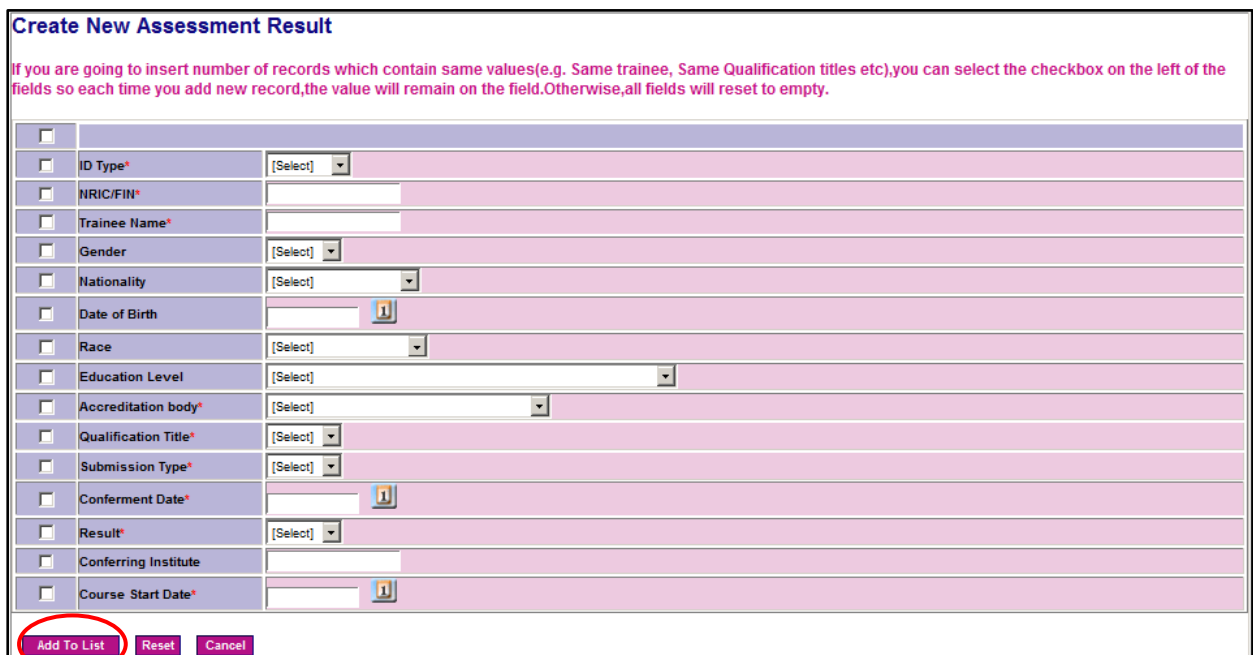 Create New Assessment Result
If you are going to insert number of records which contain same values(e.g. Same trainee, Same Qualification titles etc),you can select the checkbox on the left of the
fields so each time you add new record,the value will remain on the field.Otherwise,all fields will reset to empty.
ID Type* [Select]
NRIC/FIN*
Trainee Name*
Gender [Select]
Nationality [Select]
Date of Birth 1
Race [Select]
Education Level [Select]
Accreditation body* [Select]
Qualification Title* [Select]
Submission Type* [Select]
Conferment Date* 1
Result* [Select]
Conferring Institute
Course Start Date* 1
Add To List Reset Cancel